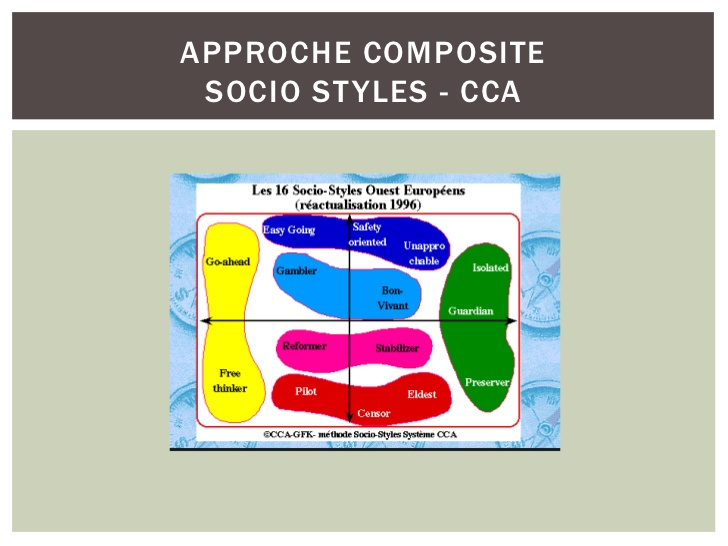 APPROCHE COMPOSITE
SOCIO STYLES - CCA
Les 16 Socio-Styles Ouest Européens
(réactualisation 1996)
Easy Going
Safety
oriented
Unappro
chable
Go-ahead
Gambler
Isolated
Bon-
Vivant
Guardian
Reformer
Stabilizer
Free
thinker
Preserver
Pilot
Eldest
Censor
©CCA-GFK- méthode Socio-Styles Système CCA